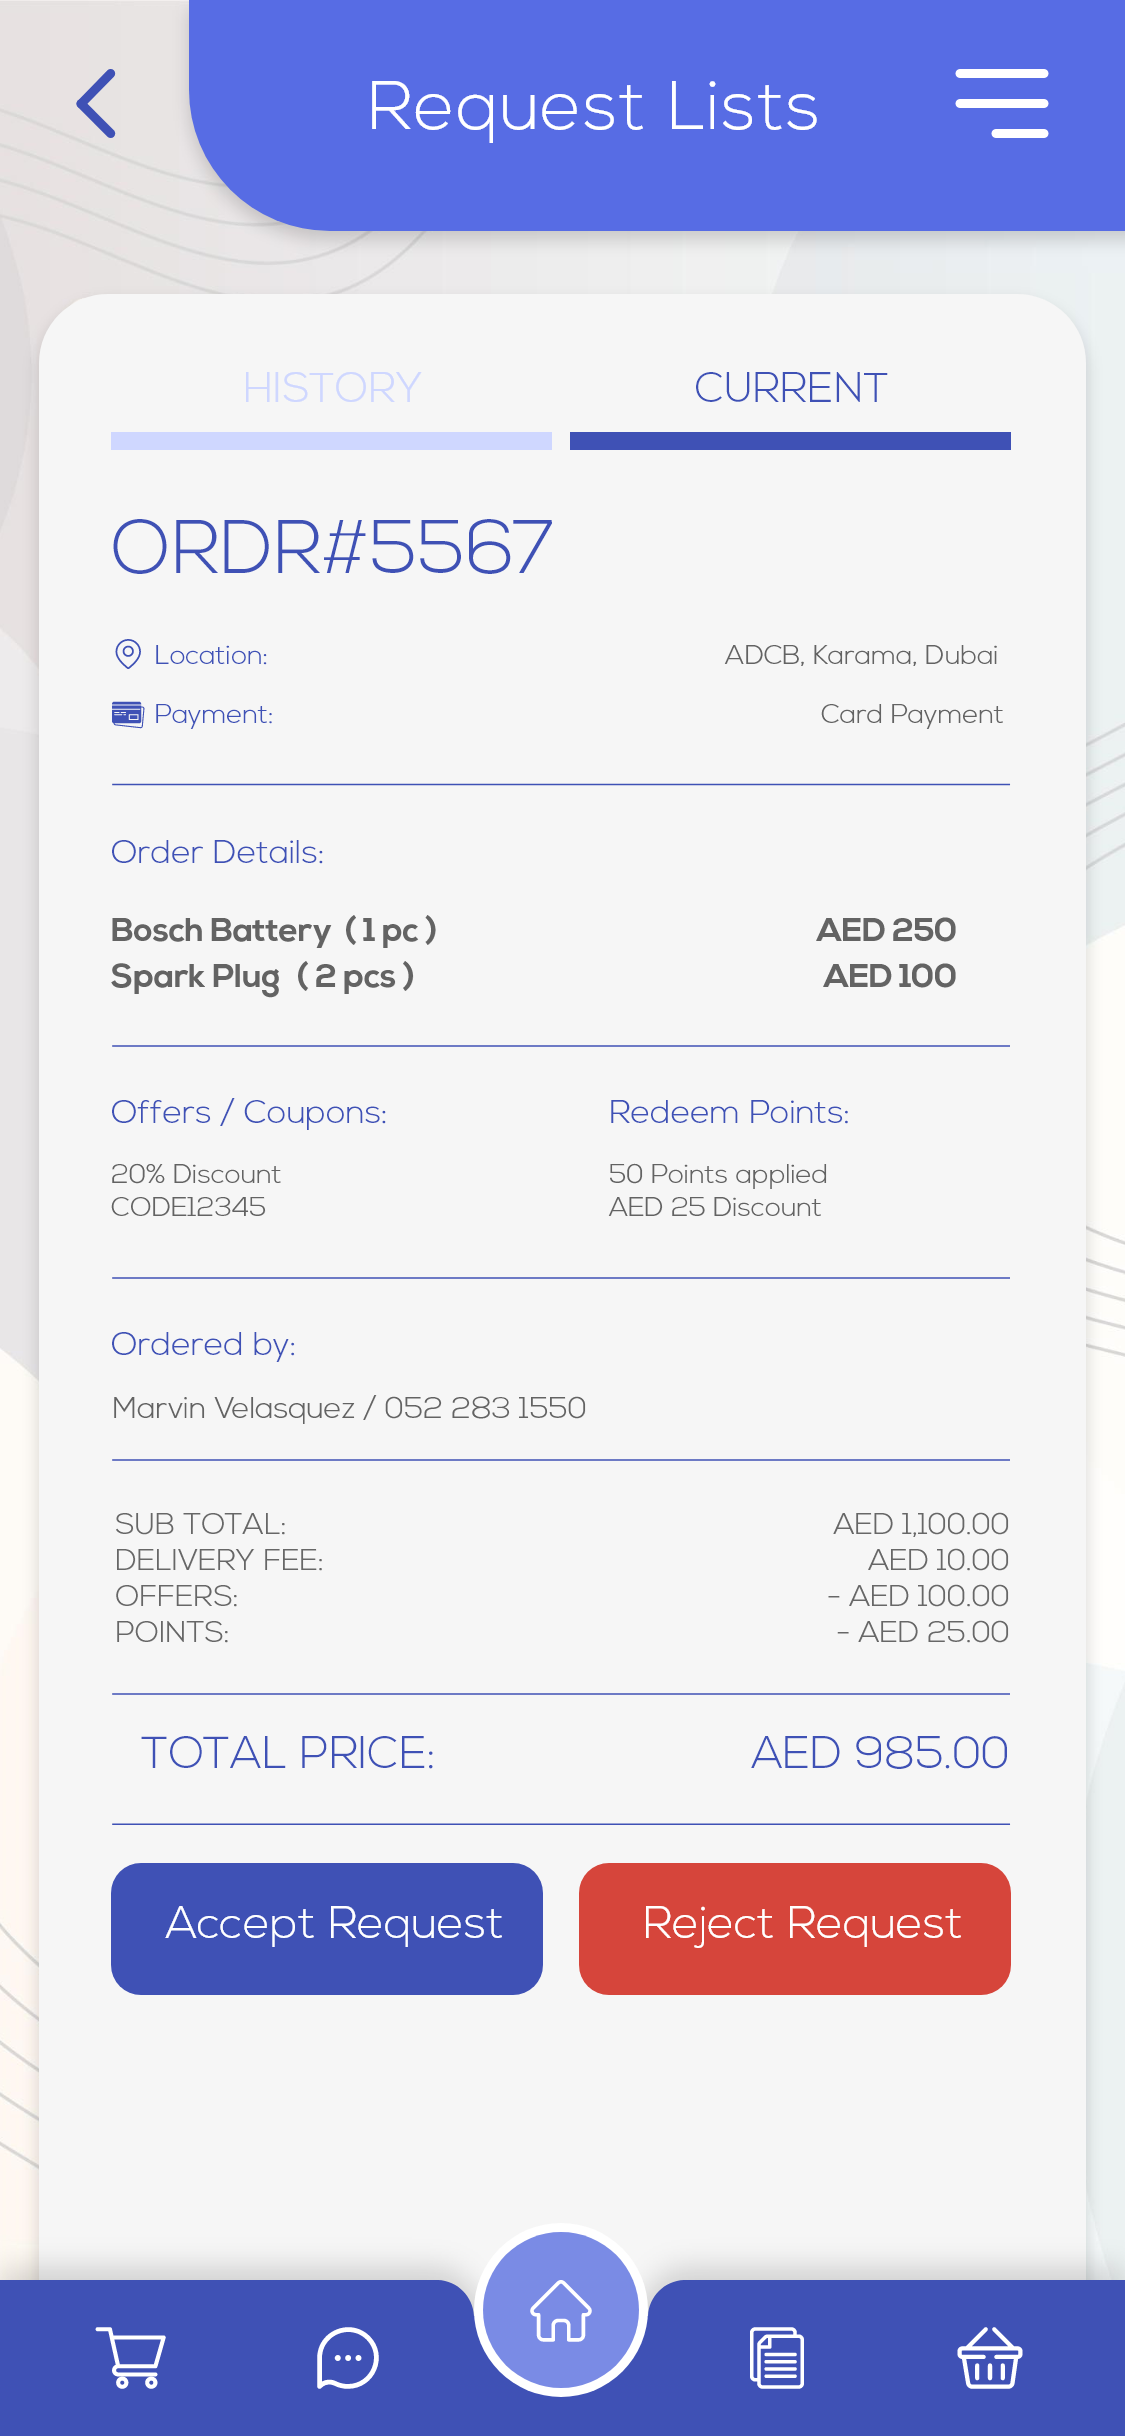 Request Lists
HISTORY CURRENT
ORDR#5567
Location: ADCB, Karama, Dubai
Payment: Card Payment
Order Details:
Bosch Battery ( 1 pc ) AED 250
Spark Plug ( 2 pcs ) AED 100
Offers / Coupons: Redeem Points:
20% Discount 50 Points applied
CODE12345 AED 25 Discount
Ordered by:
Marvin Velasquez / 052 283 1550
SUB TOTAL: AED 1,100.00
DELIVERY FEE: AED 10.00
OFFERS: - AED 100.00
POINTS: - AED 25.00
TOTAL PRICE: AED 985.00
Accept Request Reject Request